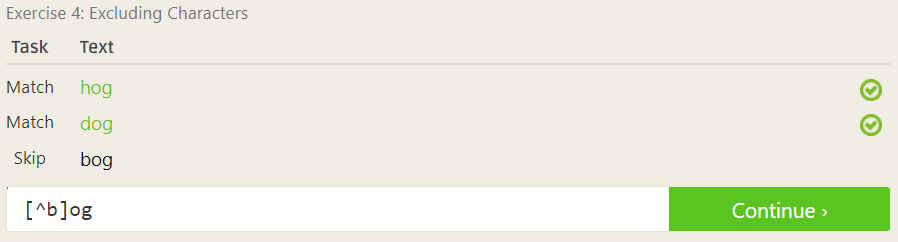 Exercise 4: Excluding Characters
Task Text
Match hog
Match dog
Skip bog
[^b]og Continue ›